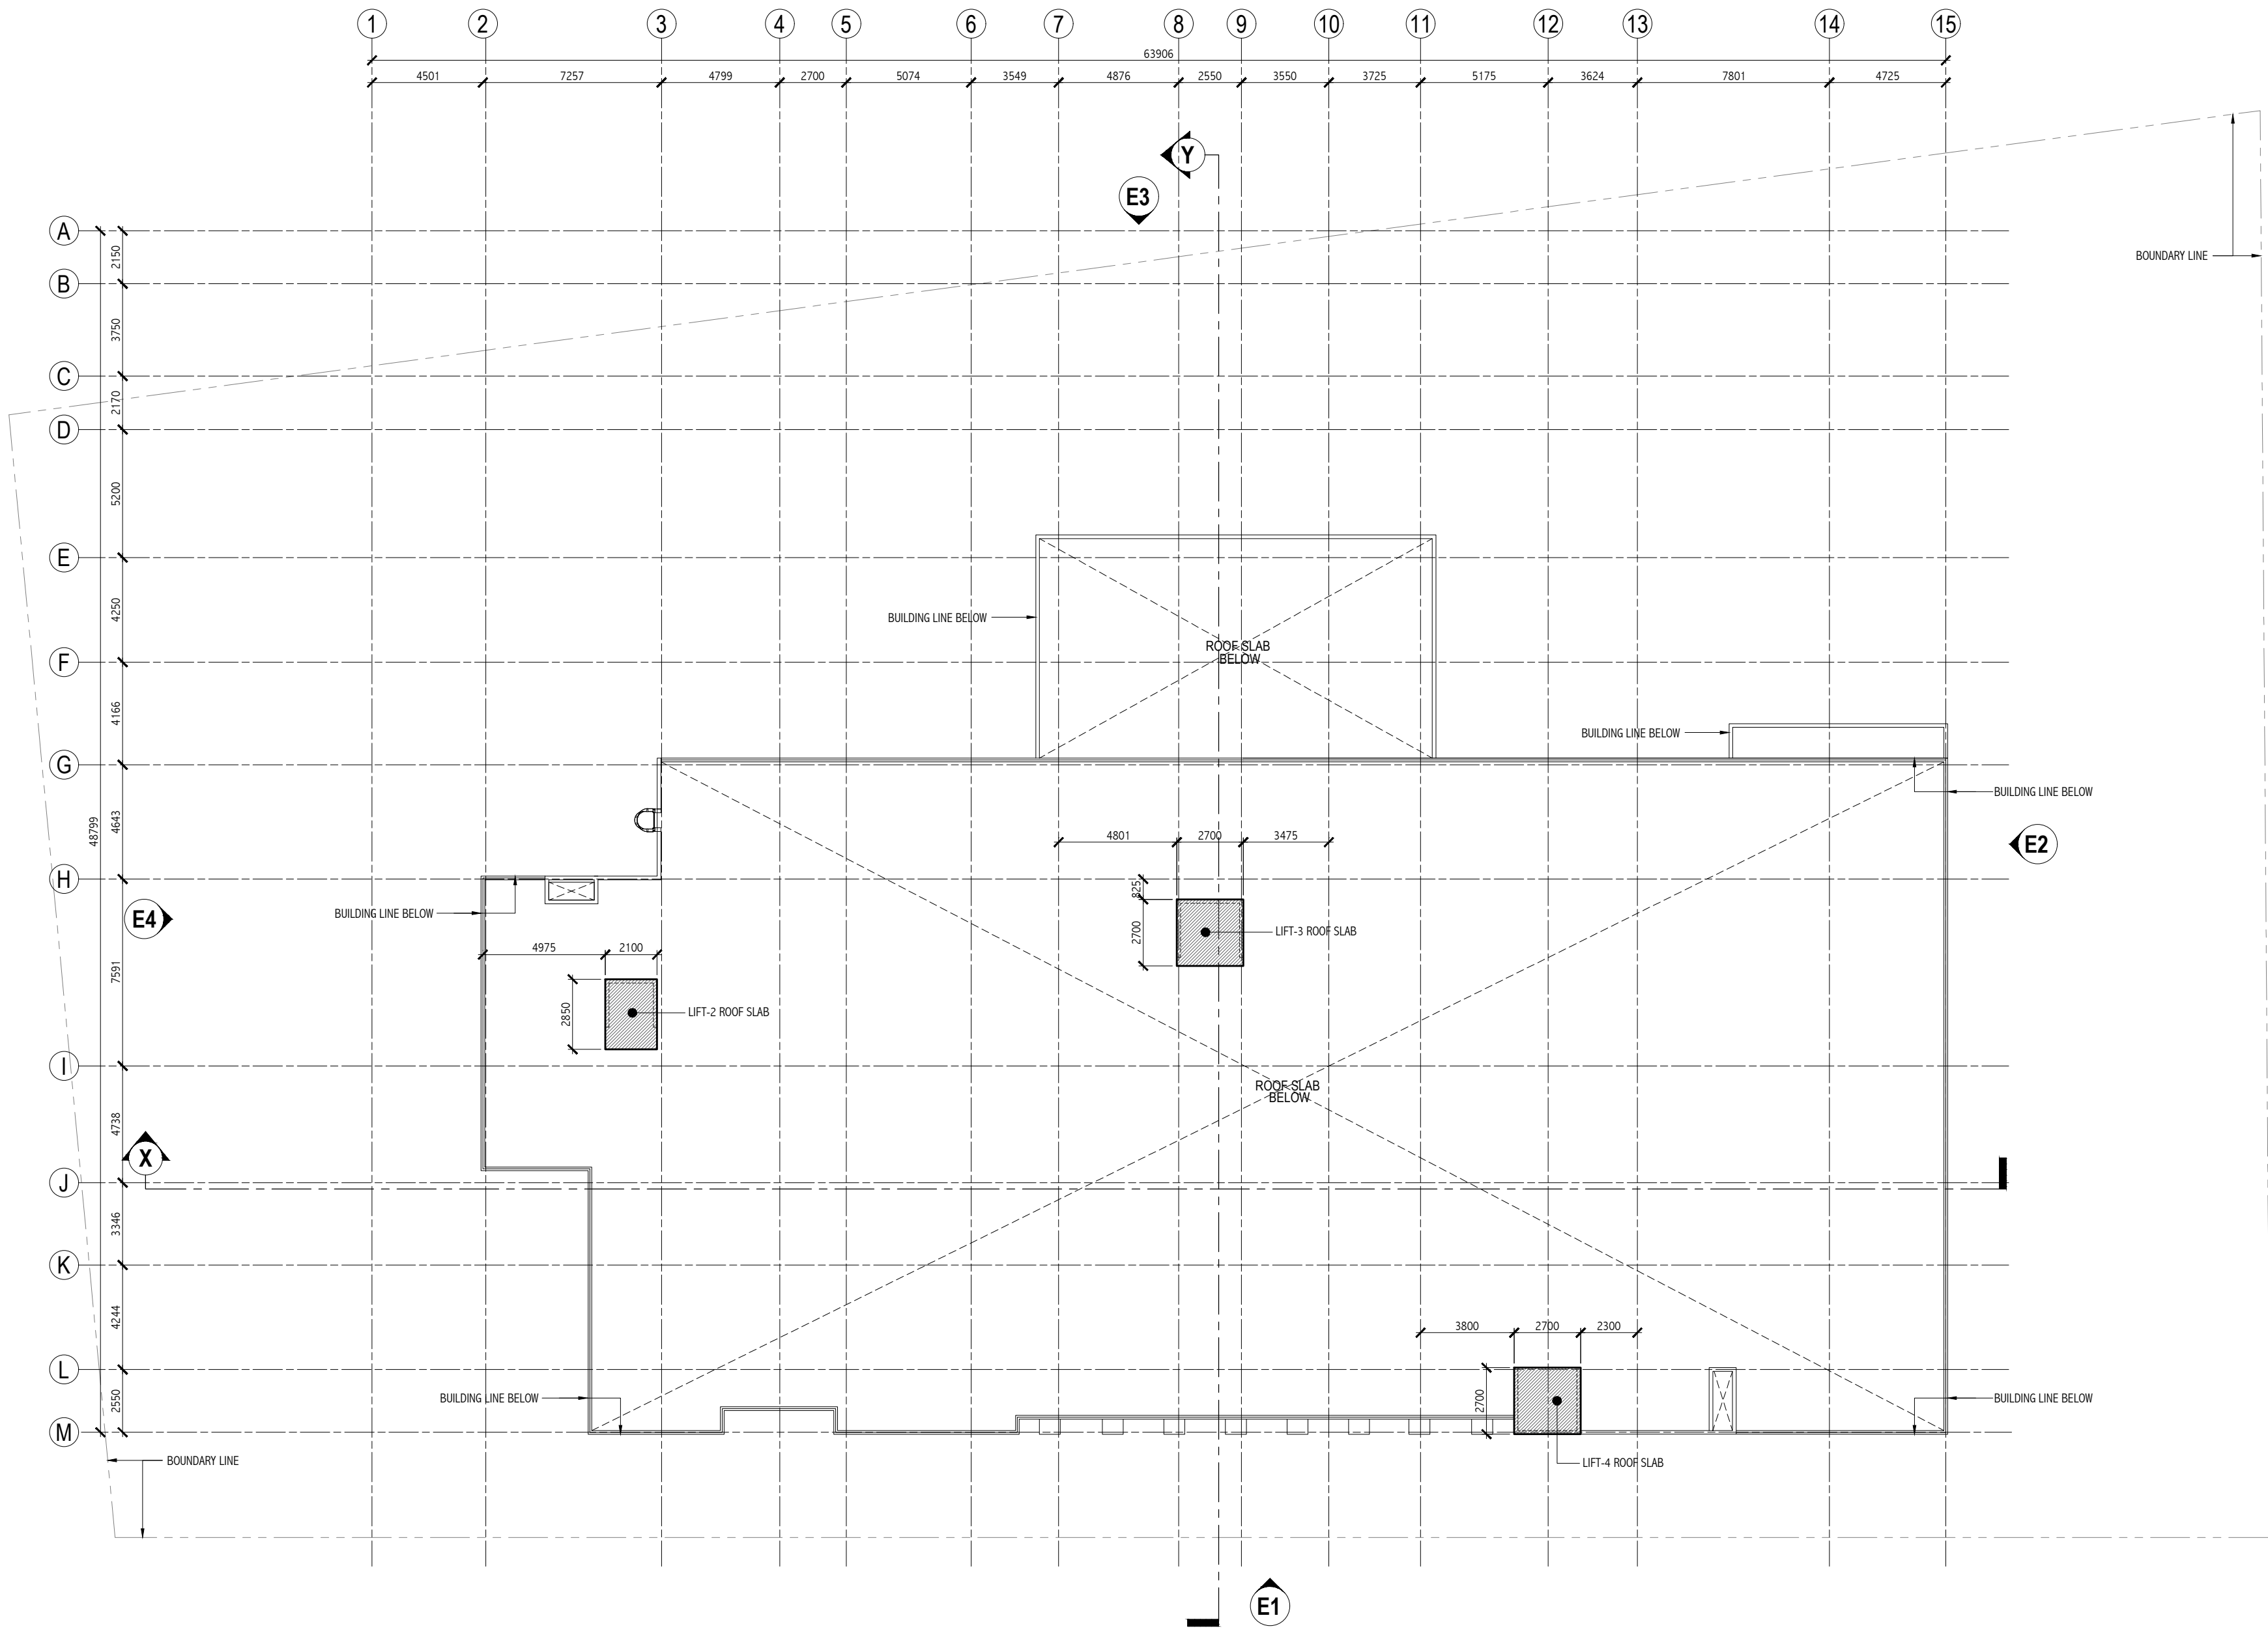 1 2 3 4 5 6 7 8 9 10 11 12 13 14 15
63906
4501 7257 4799 2700 5074 3549 4876 2550 3550 3725 5175 3624 7801 4725
Y
E3
A
2150
B
BOUNDARY LINE
3750
C
2170
D
5200
E
4250
BUILDING LINE BELOW
ROOF SLAB
BELOW
F
4166
BUILDING LINE BELOW
G
BUILDING LINE BELOW
48799
4643
4801 2700 3475
E2
H
825
BUILDING LINE BELOW
E4
2700
LIFT-3 ROOF SLAB
4975 2100
7591
2850
LIFT-2 ROOF SLAB
I
ROOF SLAB
BELOW
4738
X
J
3346
K
4244
3800 2700 2300
L
BUILDING LINE BELOW
2700
BUILDING LINE BELOW
2550
M
BOUNDARY LINE
LIFT-4 ROOF SLAB
E1